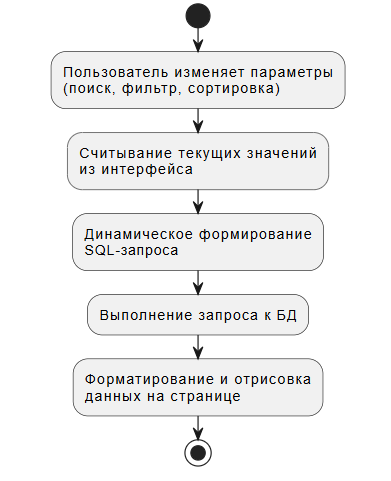 Пользователь изменяет параметры
(поиск, фильтр, сортировка)
Считывание текущих значений
из интерфейса
Динамическое формирование
SQL-запроса
Выполнение запроса к БД
Форматирование и отрисовка
данных на странице